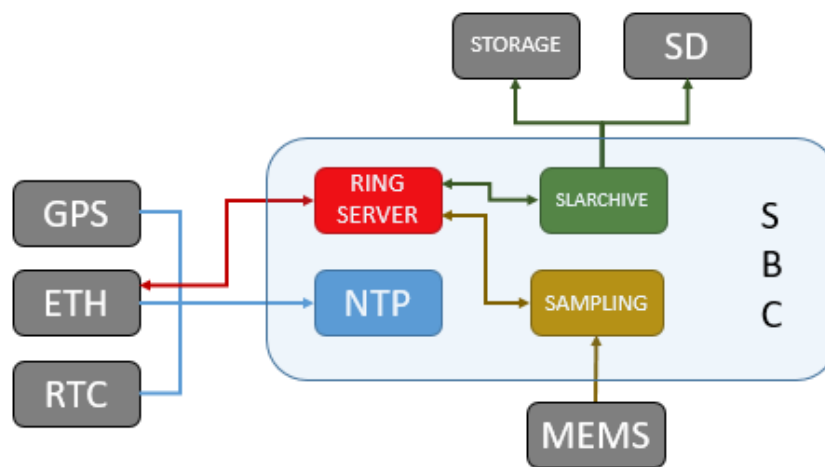 STORAGE
SD
RING
SERVER
SLARCHIVE
GPS
ETH
RTC
NTP
SAMPLING
S
B
C
MEMS